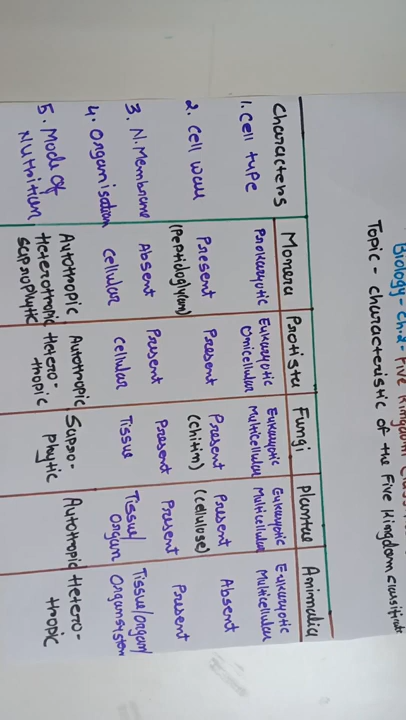 Biology- Ch.2- Five Kingdom
Topic- characteristic of the Five Kingdom
Characters Monera Protista Fungi plantae Animalia
1. Cell type Prokaryotic Eukaryotic Eukaryotic Eukaryotic Eukaryotic
Unicellular Multicellular Multicellular Multicellular
2. Cell wall Present Present Present Present Absent
(Peptidoglycan) (chitin) (cellulose)
3. N. Membrane Absent Present Present Present Present
4. Organisation Cellular Cellular Tissue Tissue/ Tissue/organ/
Organ Organ system
5. Mode of Autotropic Autotropic Sapro- Autotropic Hetero-
Nutrition Heterotropic Hetero- phytic tropic
Saprophytic tropic